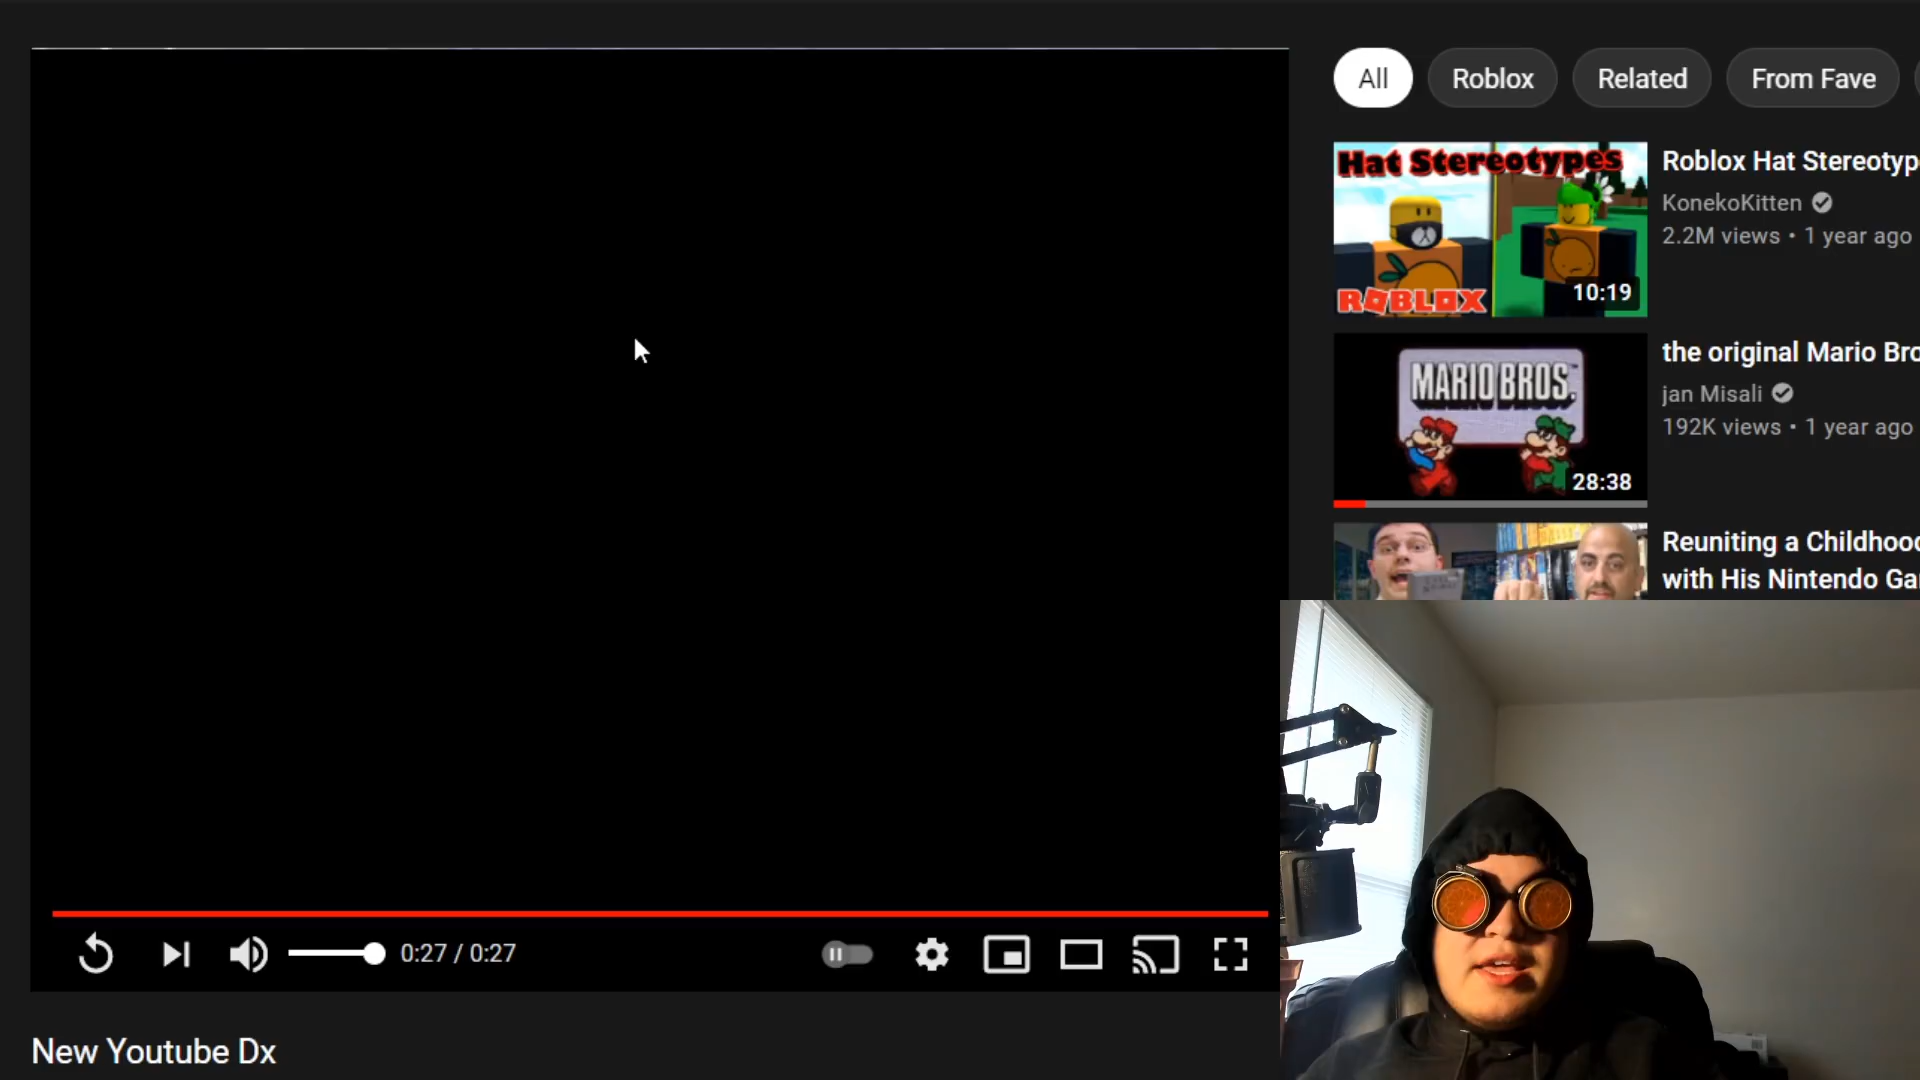 All
Roblox
Related
From Fave
Hat Stereotypes
ROBLOX
10:19
Roblox Hat Stereotyp
KonekoKitten
2.2M views • 1 year ago
MARIO BROS.
28:38
the original Mario Bro
jan Misali
192K views • 1 year ago
Reuniting a Childhood
with His Nintendo Ga
0:27 / 0:27
New Youtube Dx